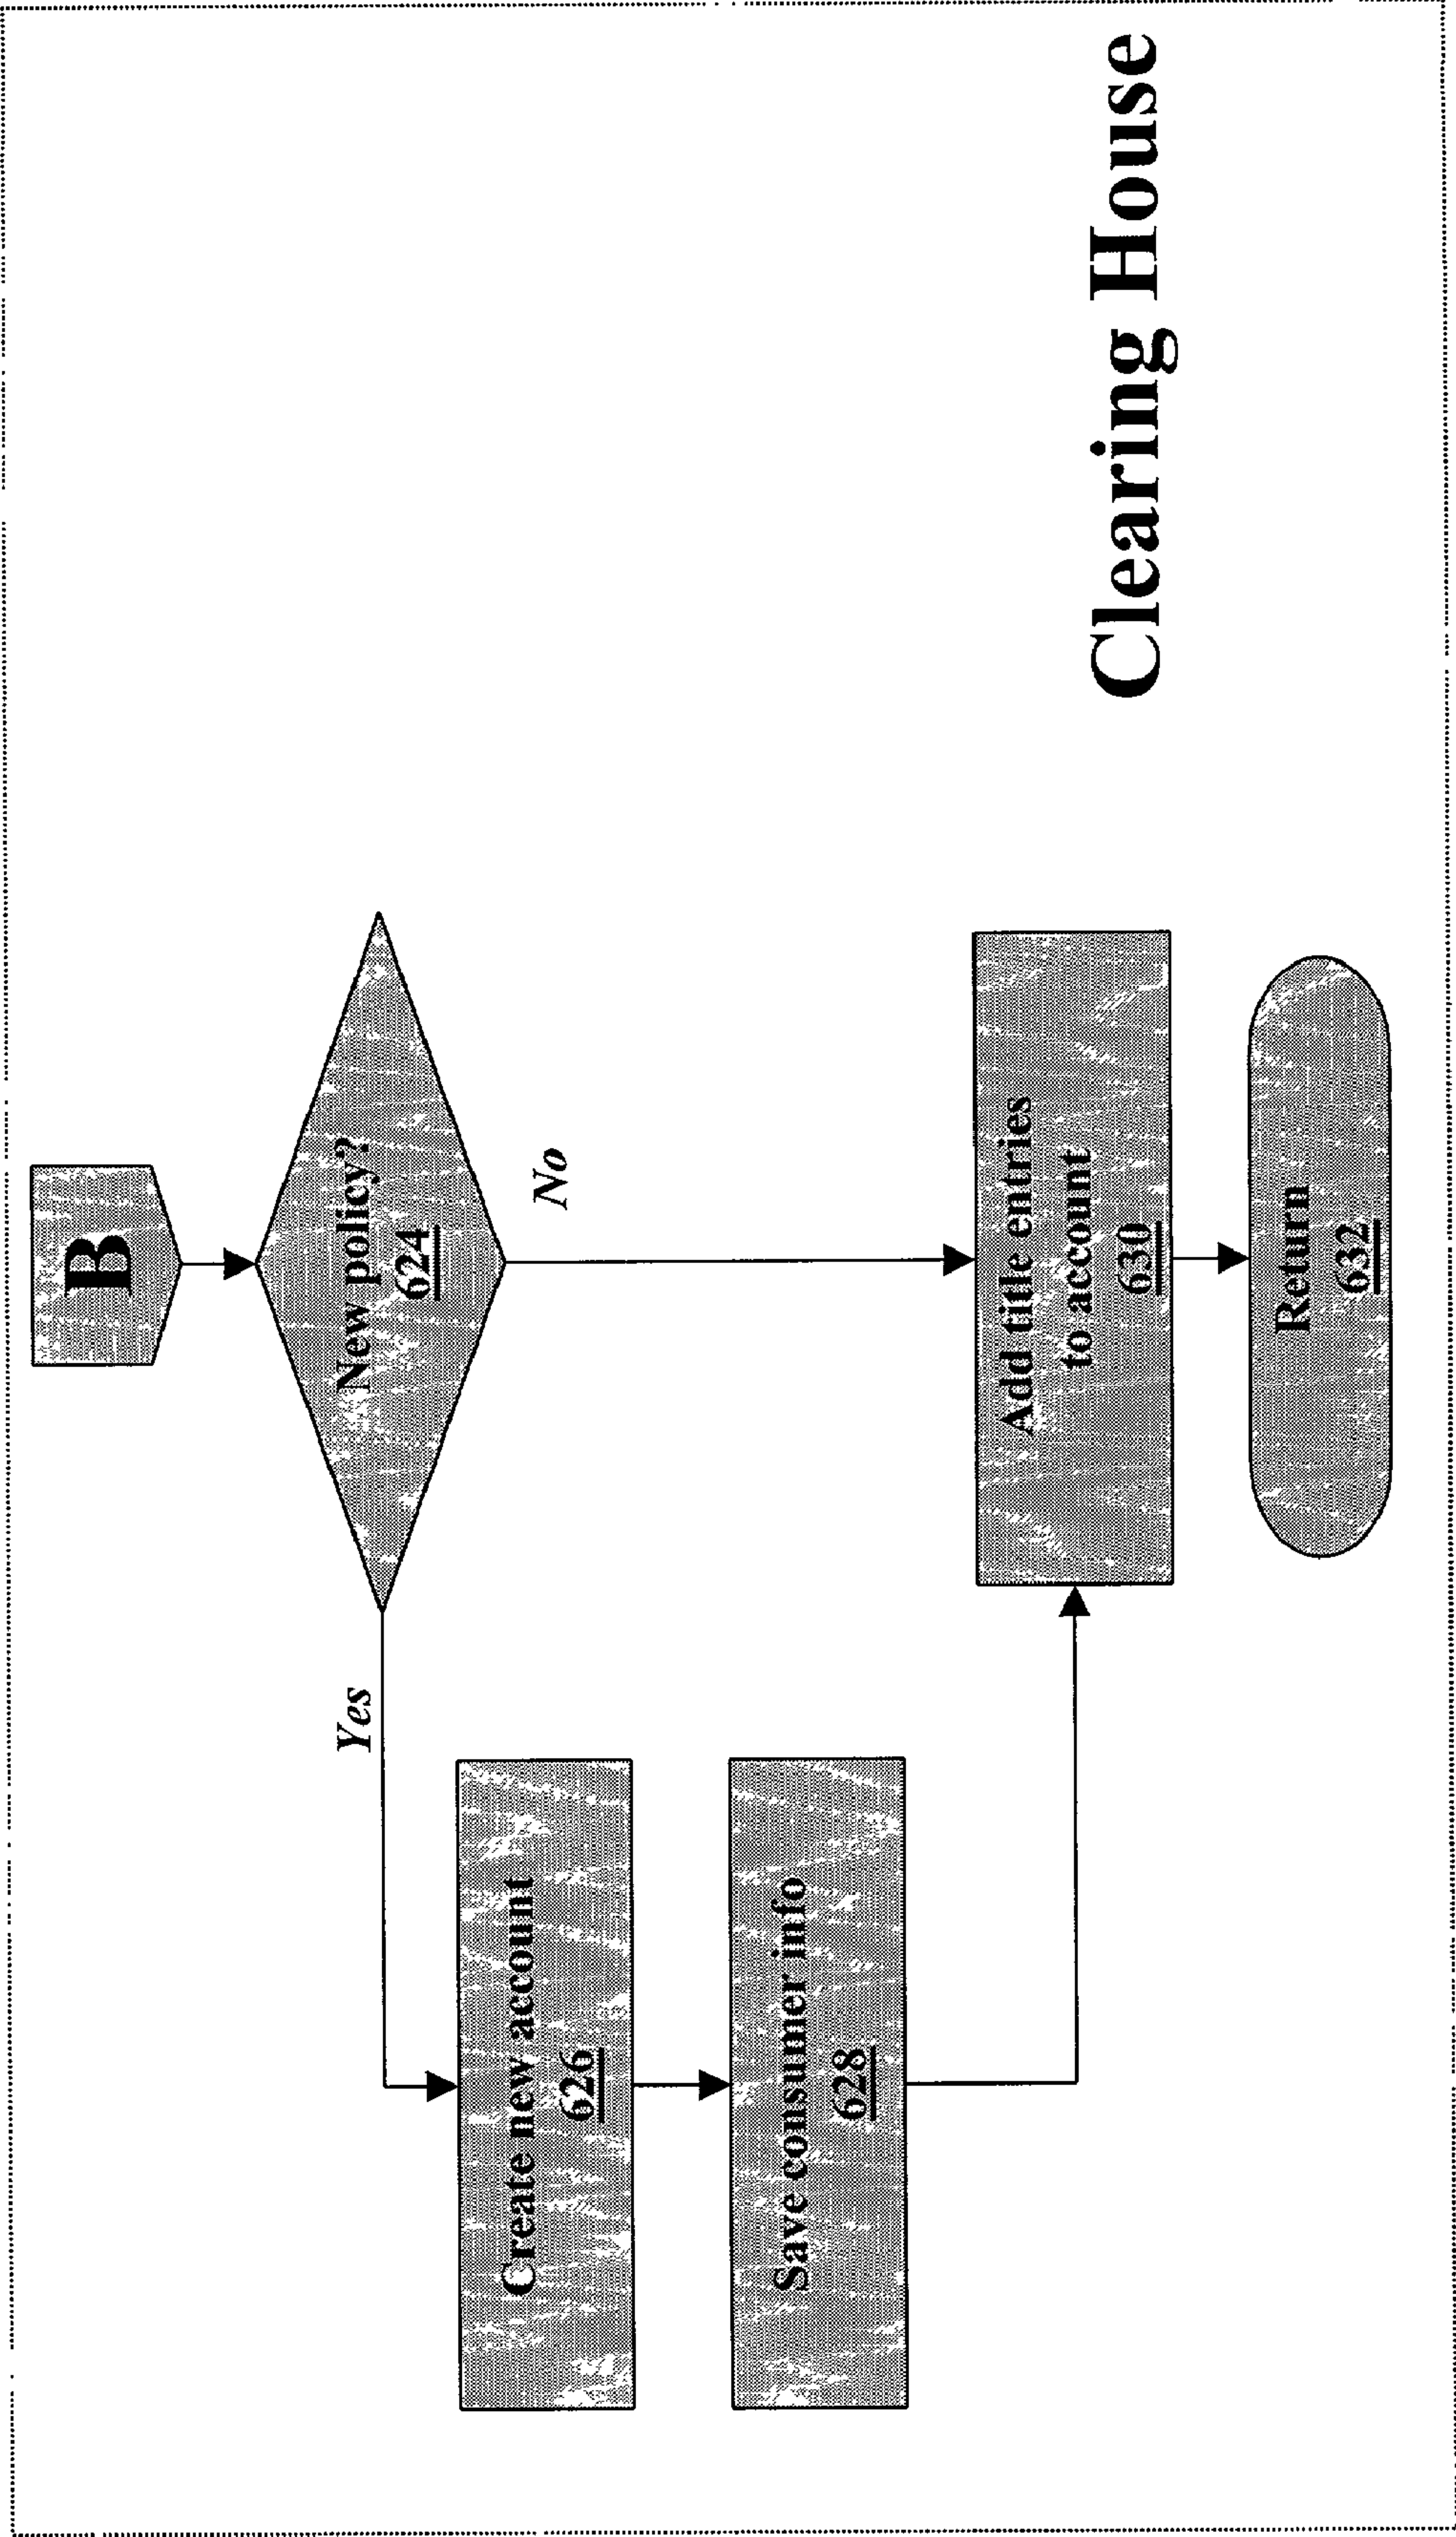 B
New policy?
624
Yes
No
Create new account
626
Save consumer info
628
Add title entries
to account
630
Return
632
Clearing House